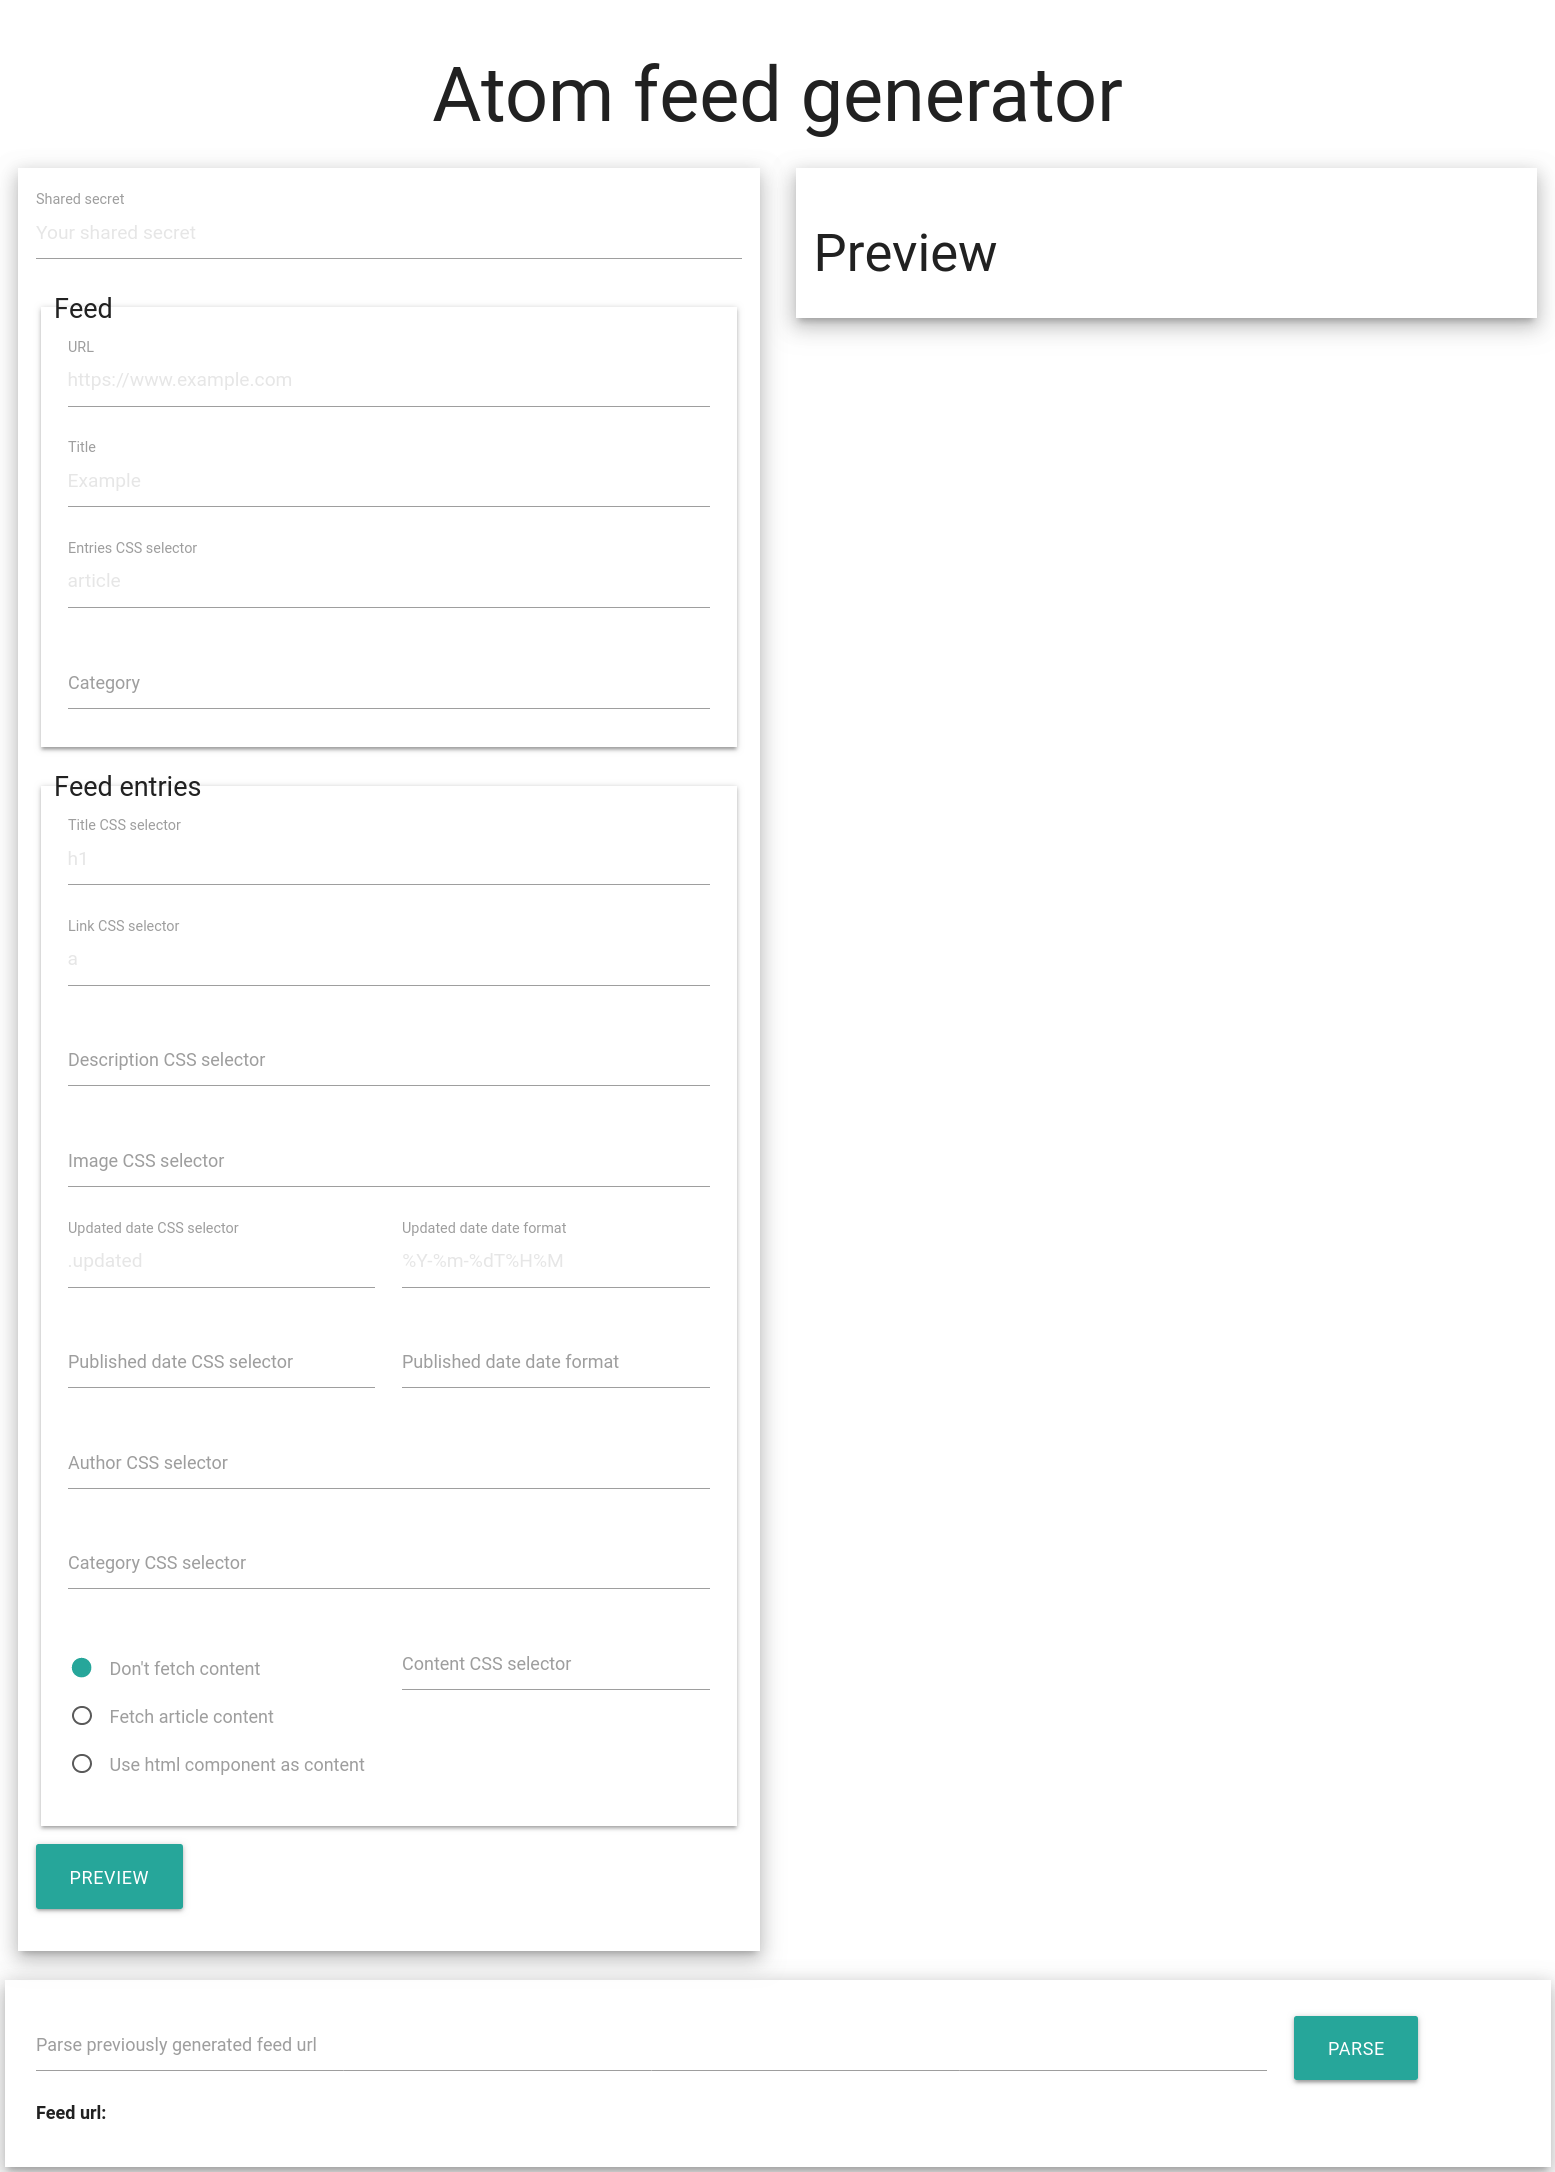 Atom feed generator
Shared secret
Your shared secret
Feed
URL
https://www.example.com
Title
Example
Entries CSS selector
article
Category
Feed entries
Title CSS selector
h1
Link CSS selector
a
Description CSS selector
Image CSS selector
Updated date CSS selector
.updated
Updated date date format
%Y-%m-%dT%H%M
Published date CSS selector
Published date date format
Author CSS selector
Category CSS selector
Don't fetch content
Fetch article content
Use html component as content
Content CSS selector
PREVIEW
Preview
Parse previously generated feed url
PARSE
Feed url: